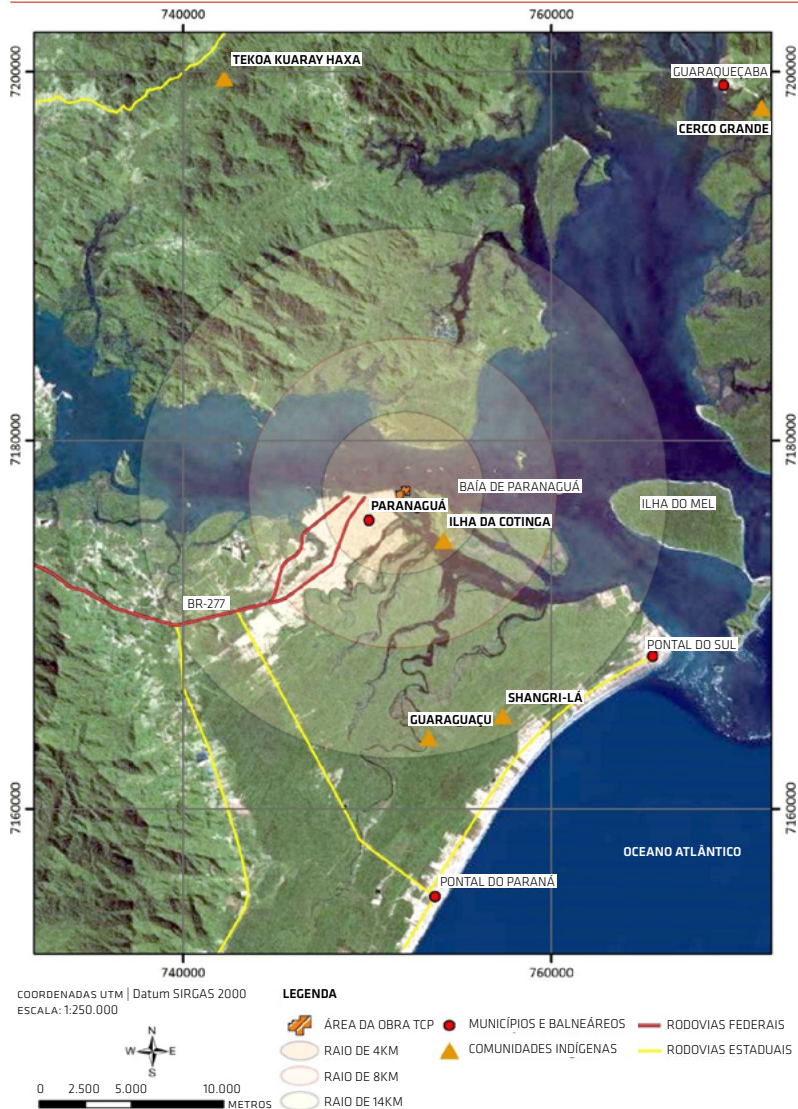 740000
760000
7200000
7200000
TEKOA KUARAY HAXA
GUARAQUEÇABA
CERCO GRANDE
7180000
7180000
BAÍA DE PARANAGUÁ
PARANAGUÁ
ILHA DO MEL
ILHA DA COTINGA
BR-277
PONTAL DO SUL
SHANGRI-LÁ
GUARAGUAÇU
7160000
7160000
OCEANO ATLÂNTICO
PONTAL DO PARANÁ
740000
760000
COORDENADAS UTM | Datum SIRGAS 2000
ESCALA: 1:250.000
N
W E
S
0 2.500 5.000 10.000
METROS
LEGENDA
ÁREA DA OBRA TCP
RAIO DE 4KM
RAIO DE 8KM
RAIO DE 14KM
MUNICÍPIOS E BALNEÁREOS
COMUNIDADES INDÍGENAS
RODOVIAS FEDERAIS
RODOVIAS ESTADUAIS